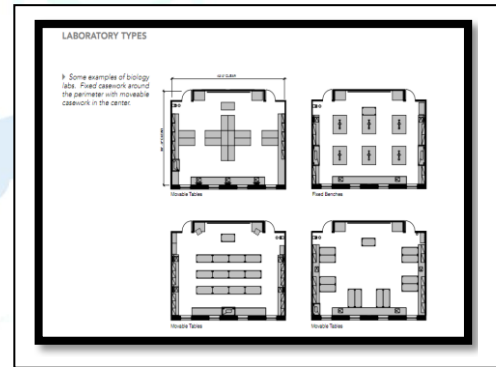 LABORATORY TYPES
Some examples of biology
labs. Fixed casework around
the perimeter with moveable
casework in the center.
Movable Tables
Fixed Benches
Movable Tables
Movable Tables